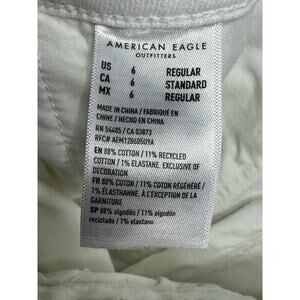 AMERICAN EAGLE
OUTFITTERS
US 6 REGULAR
CA 6 STANDARD
MX 6 REGULAR
MADE IN CHINA / FABRIQUÉ EN
CHINE / HECHO EN CHINA
RN 54485 / CA 03873
RFC# AEM1206050J9A
EN 88% COTTON / 11% RECYCLED
COTTON / 1% ELASTANE. EXCLUSIVE OF
DECORATION
FR 88% COTON / 11% COTON RÉGÉNÉRÉ /
1% ÉLASTHANNE. À L'EXCEPTION DE LA
GARNITURE
SP 88% algodón / 11% algodón
reciclado / 1% elastano